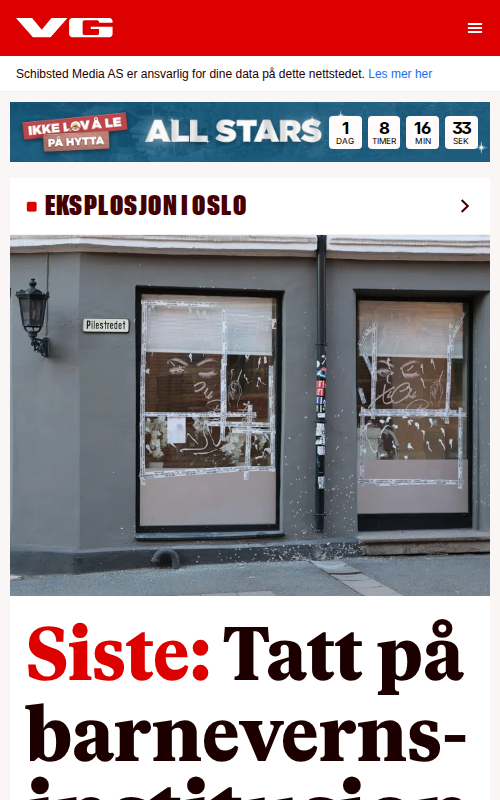 VG
Schibsted Media AS er ansvarlig for dine data på dette nettstedet. Les mer her
IKKE LOV Å LE
PÅ HYTTA
ALL STARS
1 8 16 33
DAG TIMER MIN SEK
EKSPLOSJON I OSLO
Pilestredet
Siste: Tatt på
barneverns-
institusjon